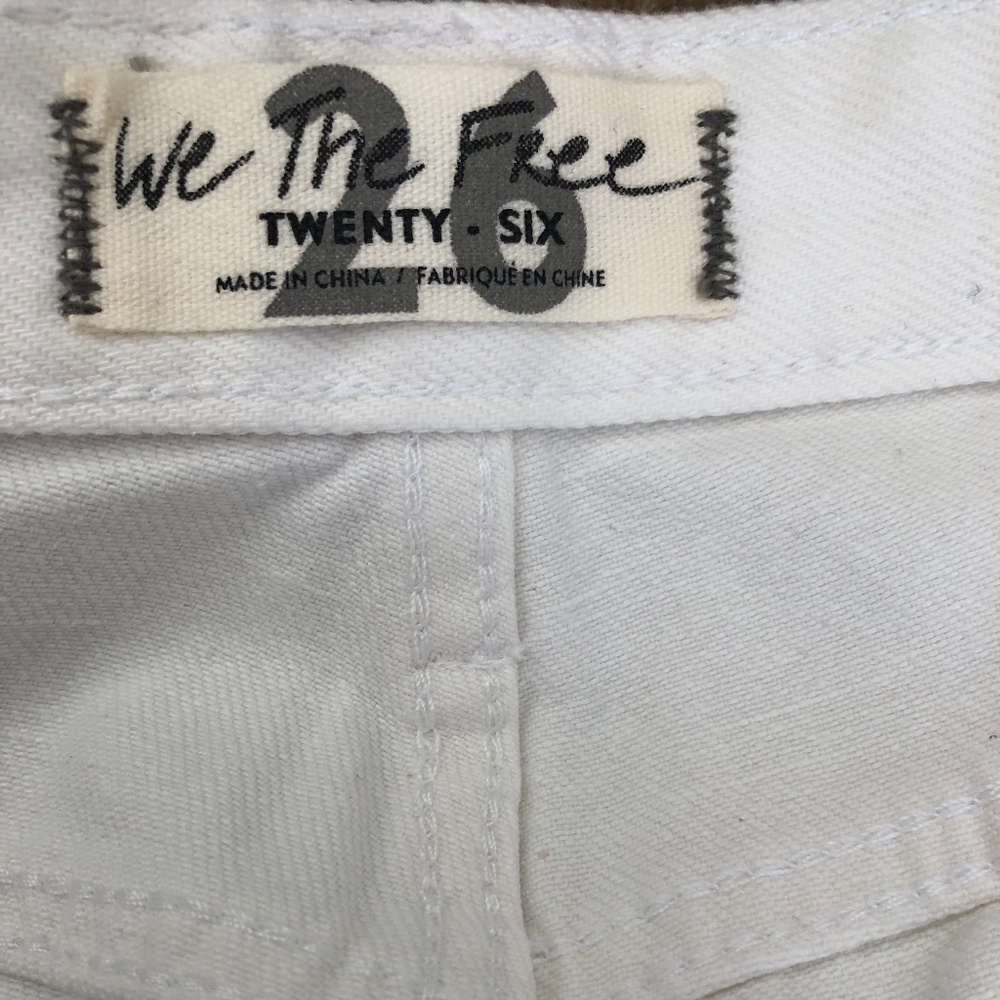 26
We The Free
TWENTY - SIX
MADE IN CHINA / FABRIQUÉ EN CHINE